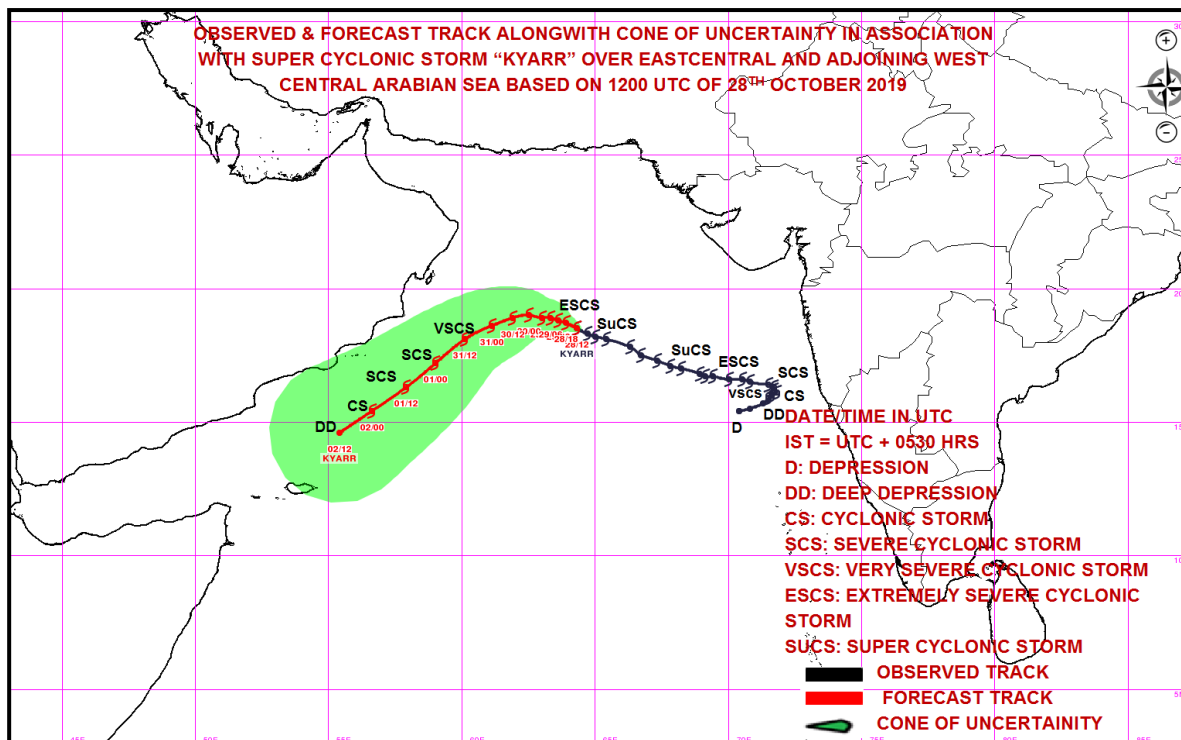 OBSERVED & FORECAST TRACK ALONGWITH CONE OF UNCERTAINTY IN ASSOCIATION
WITH SUPER CYCLONIC STORM “KYARR” OVER EASTCENTRAL AND ADJOINING WEST
CENTRAL ARABIAN SEA BASED ON 1200 UTC OF 28TH OCTOBER 2019
ESCS
SuCS
VSCS
30/12
28/18
28/12
KYARR
31/00
31/12
SCS
01/00
SuCS
ESCS
SCS
SCS
01/12
VSCS
CS
CS
02/00
DD
D
DD
02/12
KYARR
DATE/TIME IN UTC
IST = UTC + 0530 HRS
D: DEPRESSION
DD: DEEP DEPRESSION
CS: CYCLONIC STORM
SCS: SEVERE CYCLONIC STORM
VSCS: VERY SEVERE CYCLONIC STORM
ESCS: EXTREMELY SEVERE CYCLONIC
STORM
SUCS: SUPER CYCLONIC STORM
OBSERVED TRACK
FORECAST TRACK
CONE OF UNCERTAINITY